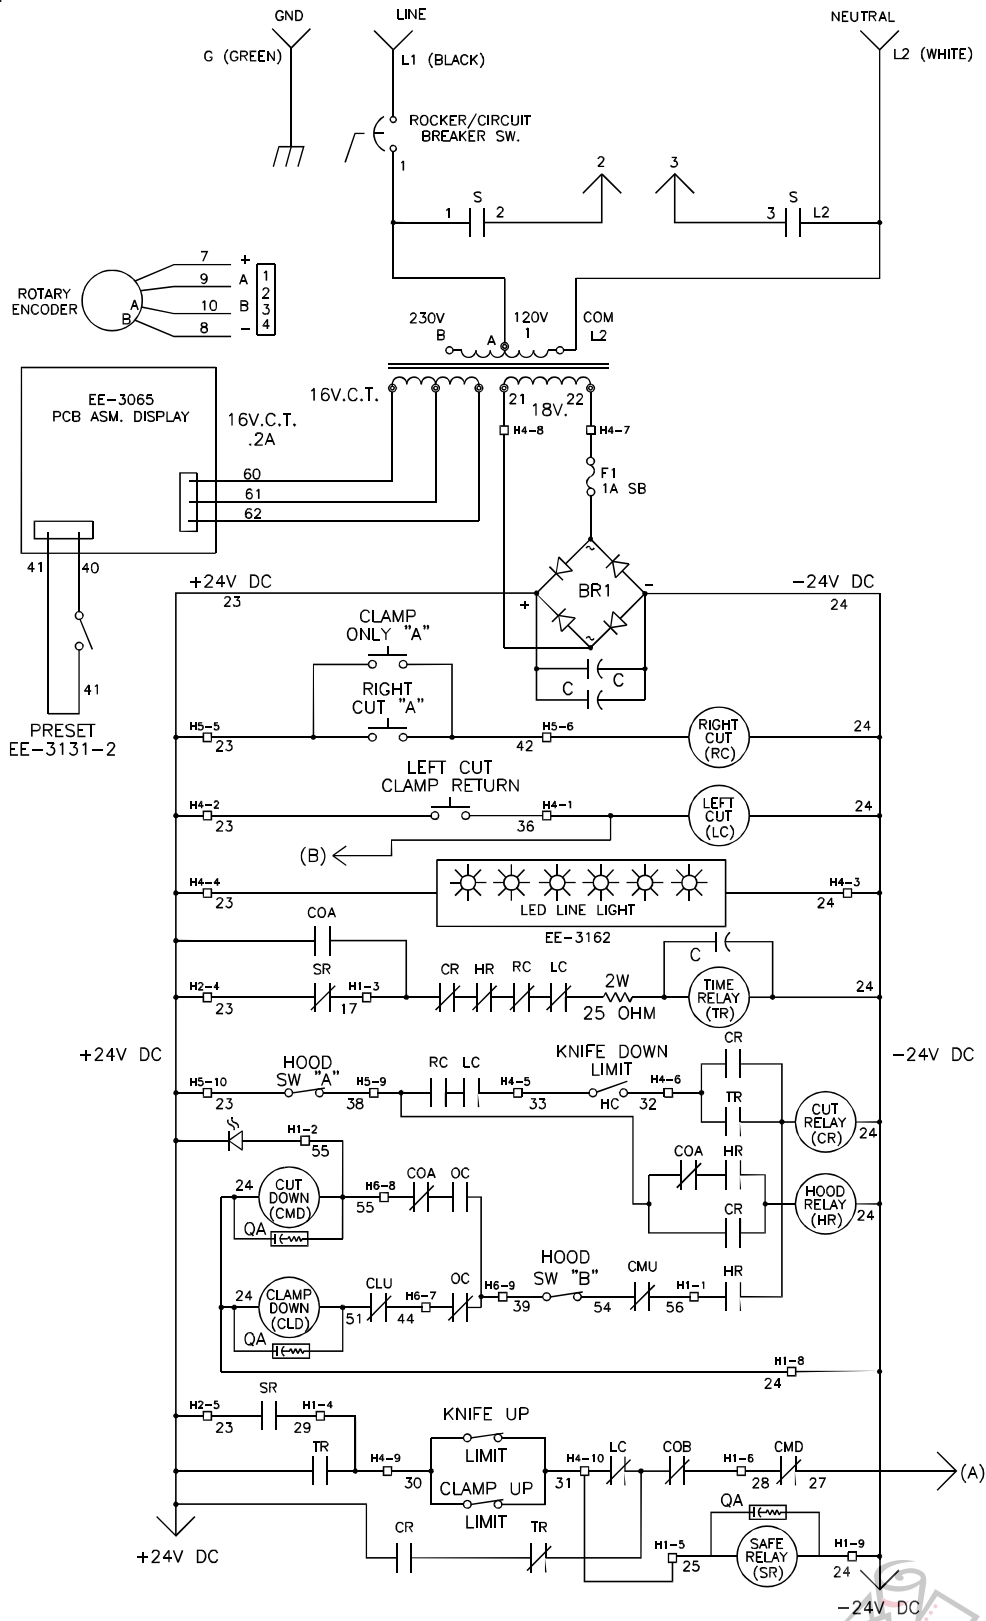 GND
LINE
NEUTRAL
G (GREEN)
L1 (BLACK)
L2 (WHITE)
ROCKER/CIRCUIT
BREAKER SW.
1
2
3
S
S
1
2
3
L2
7
+
9
A
1
2
ROTARY
ENCODER
A
B
10
B
3
8
−
4
230V
B
A
120V
1
COM
L2
16V.C.T.
21
18V.
22
EE-3065
PCB ASM. DISPLAY
16V.C.T.
.2A
H4-8
H4-7
F1
1A SB
60
61
62
41
40
+24V DC
23
~
BR1
+
−
~
-24V DC
24
CLAMP
ONLY "A"
C
C
41
RIGHT
CUT "A"
PRESET
EE-3131-2
H5-5
23
42
H5-6
RIGHT
CUT
(RC)
24
LEFT CUT
CLAMP RETURN
H4-2
23
36
H4-1
LEFT
CUT
(LC)
24
(B)
H4-4
23
LED LINE LIGHT
EE-3162
24
H4-3
COA
C
H2-4
23
SR
17
H1-3
CR
HR
RC
LC
2W
25 OHM
TIME
RELAY
(TR)
24
+24V DC
-24V DC
H5-10
23
HOOD
SW "A"
38
H5-9
RC
LC
H4-5
33
KNIFE DOWN
LIMIT
HC
32
H4-6
CR
TR
CUT
RELAY
(CR)
24
H1-2
55
COA
HR
CR
HOOD
RELAY
(HR)
24
24
CUT
DOWN
(CMD)
55
H6-8
COA
OC
QA
24
CLAMP
DOWN
(CLD)
51
CLU
44
H6-7
OC
H6-9
39
HOOD
SW "B"
54
CMU
56
H1-1
HR
QA
H1-8
24
H2-5
23
SR
29
H1-4
KNIFE UP
LIMIT
TR
H4-9
30
CLAMP UP
LIMIT
H4-10
31
LC
COB
H1-6
28
CMD
27
(A)
CR
TR
QA
H1-5
25
SAFE
RELAY
(SR)
H1-9
24
+24V DC
-24V DC